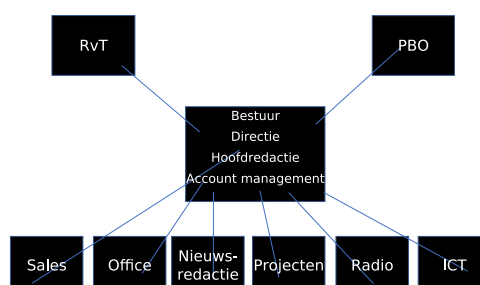 RvT
PBO
Bestuur
Directie
Hoofdredactie
Account management
Sales
Office
Nieuws-
redactie
Projecten
Radio
ICT